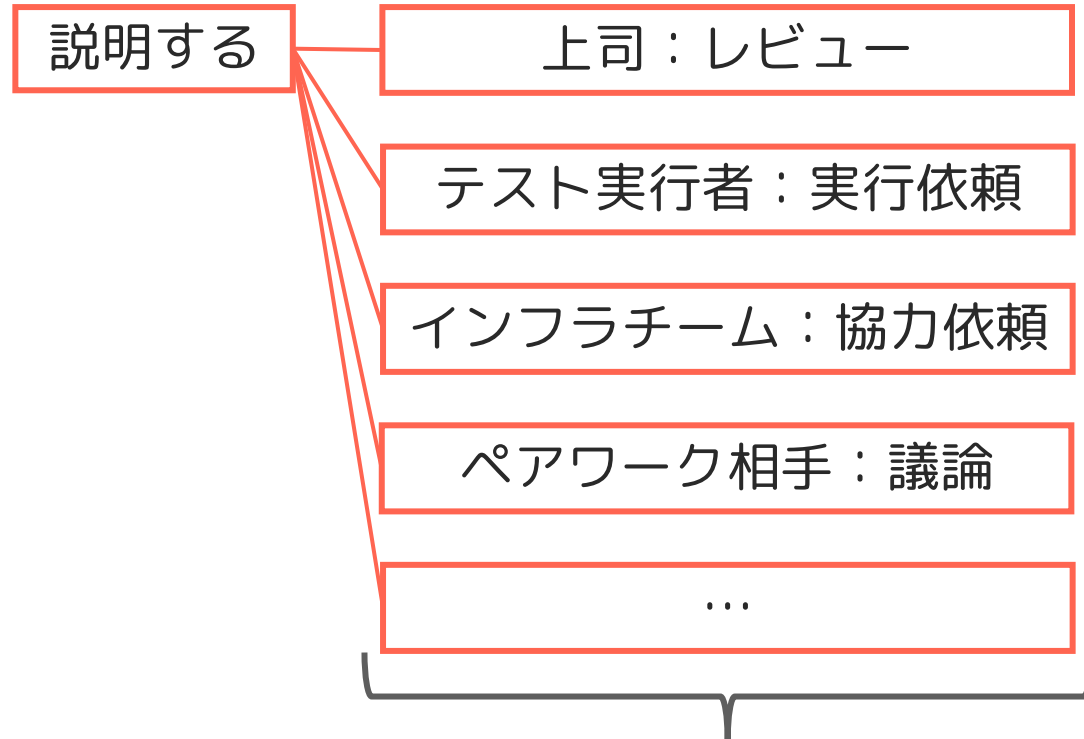 説明する
上司：レビュー
テスト実行者：実行依頼
インフラチーム：協力依頼
ペアワーク相手：議論
…